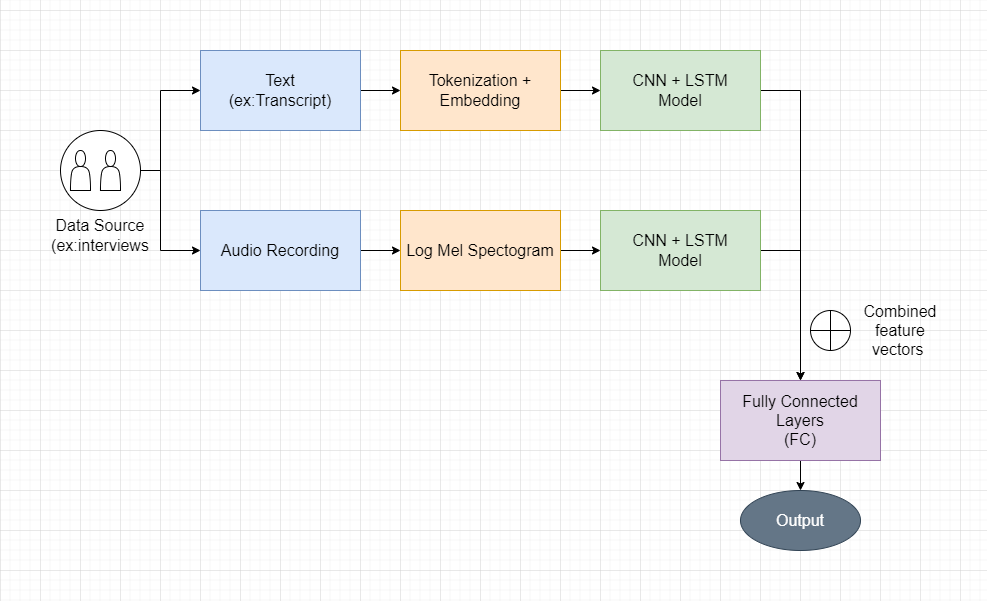 Text
(ex:Transcript)
Tokenization +
Embedding
CNN + LSTM
Model
Data Source
(ex:interviews
Audio Recording
Log Mel Spectogram
CNN + LSTM
Model
Combined
feature
vectors
Fully Connected
Layers
(FC)
Output